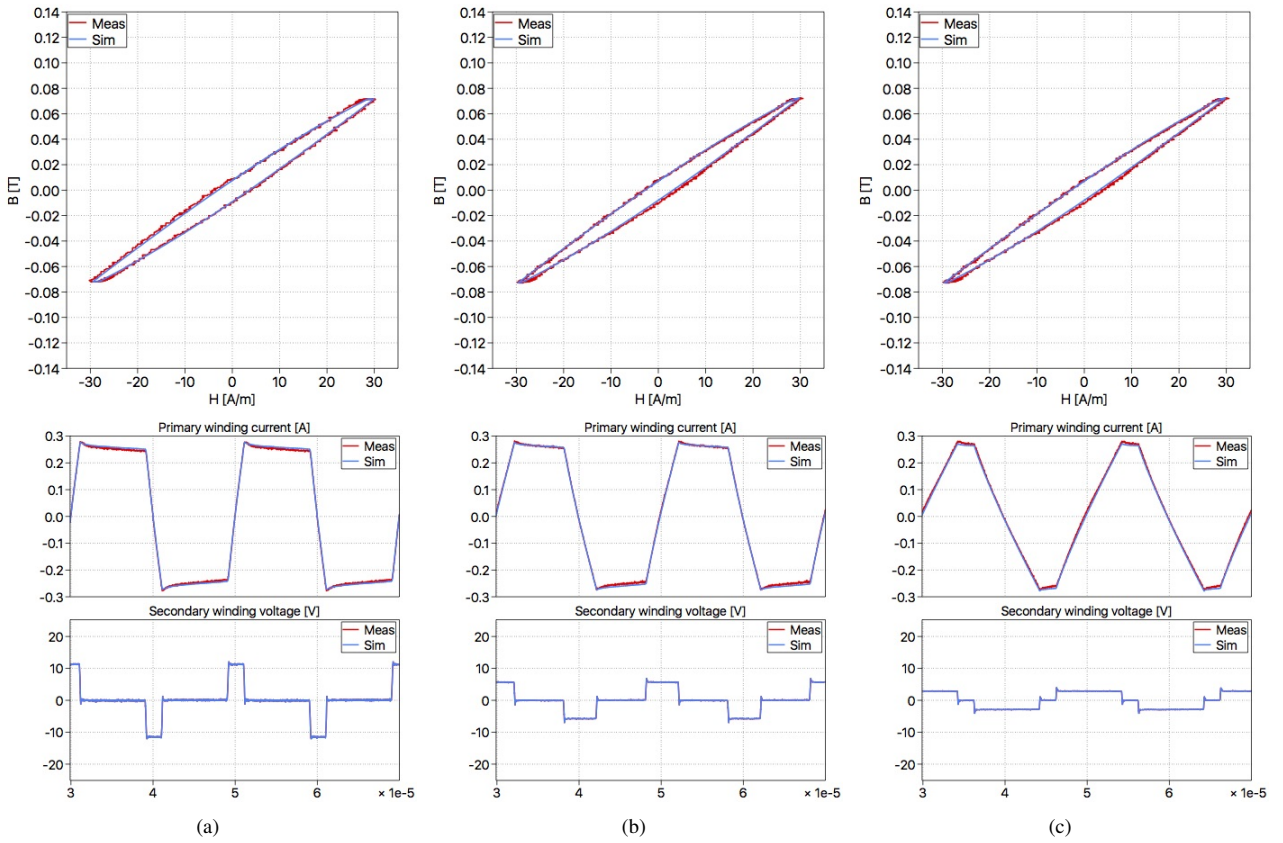 0.14
0.12
0.10
0.08
0.06
0.04
0.02
0.00
-0.02
-0.04
-0.06
-0.08
-0.10
-0.12
-0.14
B [T]
Meas
Sim
-30 -20 -10 0 10 20 30
H [A/m]
Primary winding current [A]
0.3
0.2
0.1
0.0
-0.1
-0.2
-0.3
Meas
Sim
Secondary winding voltage [V]
20
10
0
-10
-20
Meas
Sim
3 4 5 6 × 1e-5
(a)
0.14
0.12
0.10
0.08
0.06
0.04
0.02
0.00
-0.02
-0.04
-0.06
-0.08
-0.10
-0.12
-0.14
B [T]
Meas
Sim
-30 -20 -10 0 10 20 30
H [A/m]
Primary winding current [A]
0.3
0.2
0.1
0.0
-0.1
-0.2
-0.3
Meas
Sim
Secondary winding voltage [V]
20
10
0
-10
-20
Meas
Sim
3 4 5 6 × 1e-5
(b)
0.14
0.12
0.10
0.08
0.06
0.04
0.02
0.00
-0.02
-0.04
-0.06
-0.08
-0.10
-0.12
-0.14
B [T]
Meas
Sim
-30 -20 -10 0 10 20 30
H [A/m]
Primary winding current [A]
0.3
0.2
0.1
0.0
-0.1
-0.2
-0.3
Meas
Sim
Secondary winding voltage [V]
20
10
0
-10
-20
Meas
Sim
3 4 5 6 × 1e-5
(c)